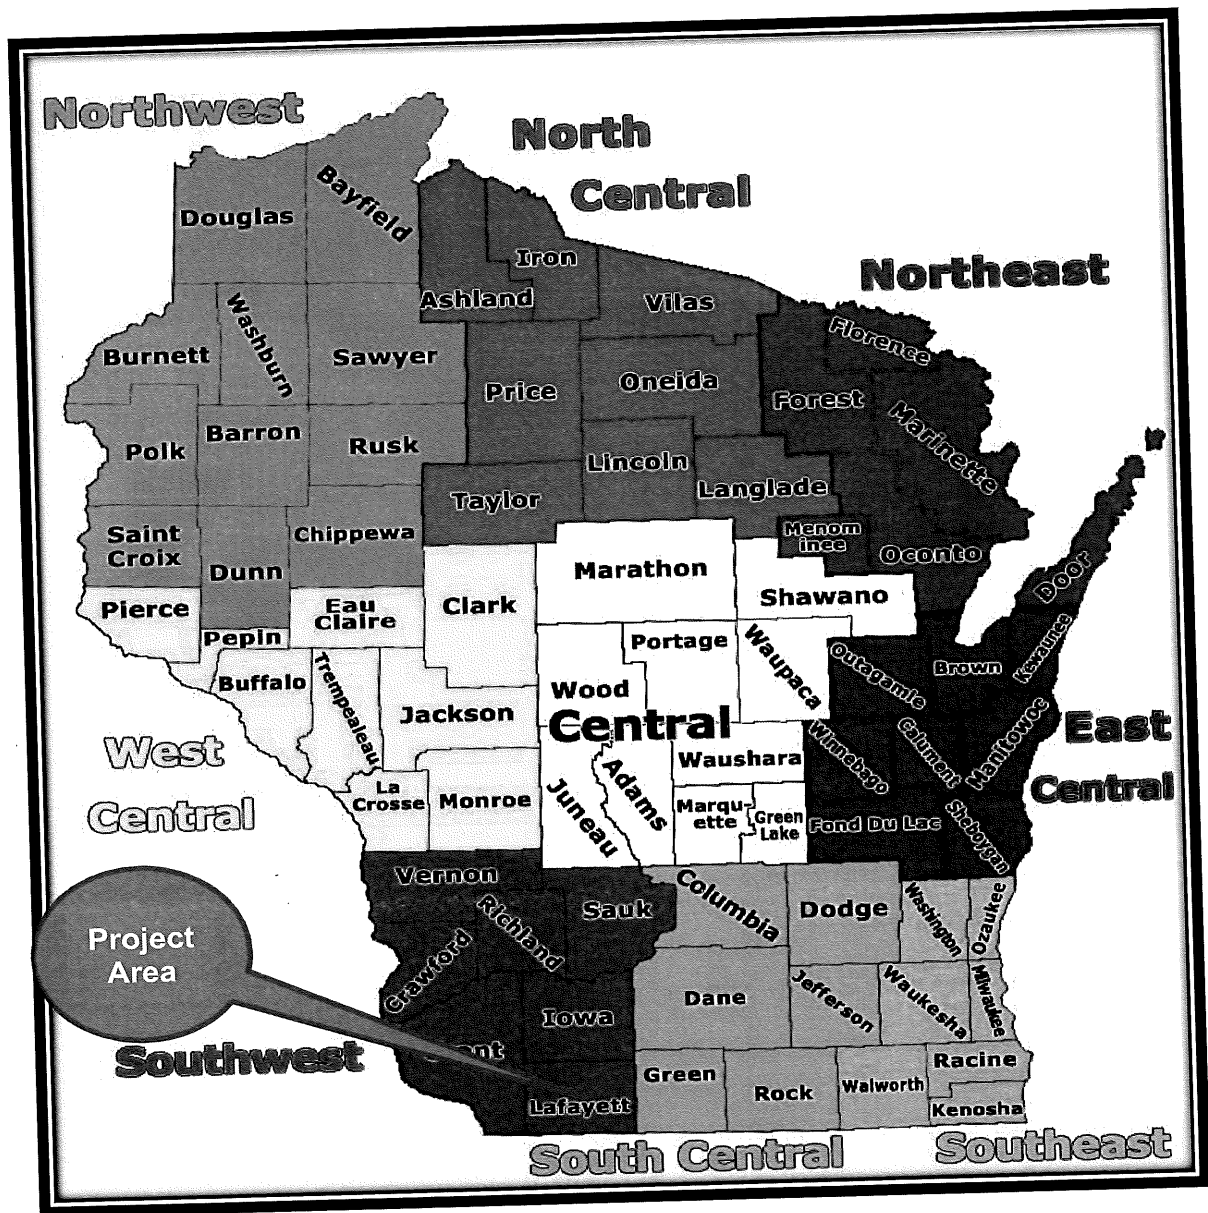 Northwest
North
Central
Northeast
Douglas
Bayfield
Iron
Ashland
Vilas
Florence
Burnett
Washburn
Sawyer
Price
Oneida
Forest
Marinette
Polk
Barron
Rusk
Lincoln
Langlade
Taylor
Saint
Croix
Dunn
Chippewa
Menom
inee
Oconto
Door
Pierce
Pepin
Eau
Claire
Clark
Marathon
Shawano
Portage
Waupaca
Outagamie
Brown
Kewaunee
Buffalo
Trempealeau
Jackson
Wood
Central
Waushara
Winnebago
Calument
Manitowoc
East
Central
West
Central
La
Crosse
Monroe
Juneau
Adams
Marqu-
ette
Green
Lake
Fond Du Lac
Sheboygan
Vernon
Richland
Sauk
Columbia
Dodge
Washington
Ozaukee
Project
Area
Crawford
Iowa
Dane
Jefferson
Waukesha
Milwaukee
Southwest
Lafayett
Green
Rock
Walworth
Racine
Kenosha
South Central
Southeast